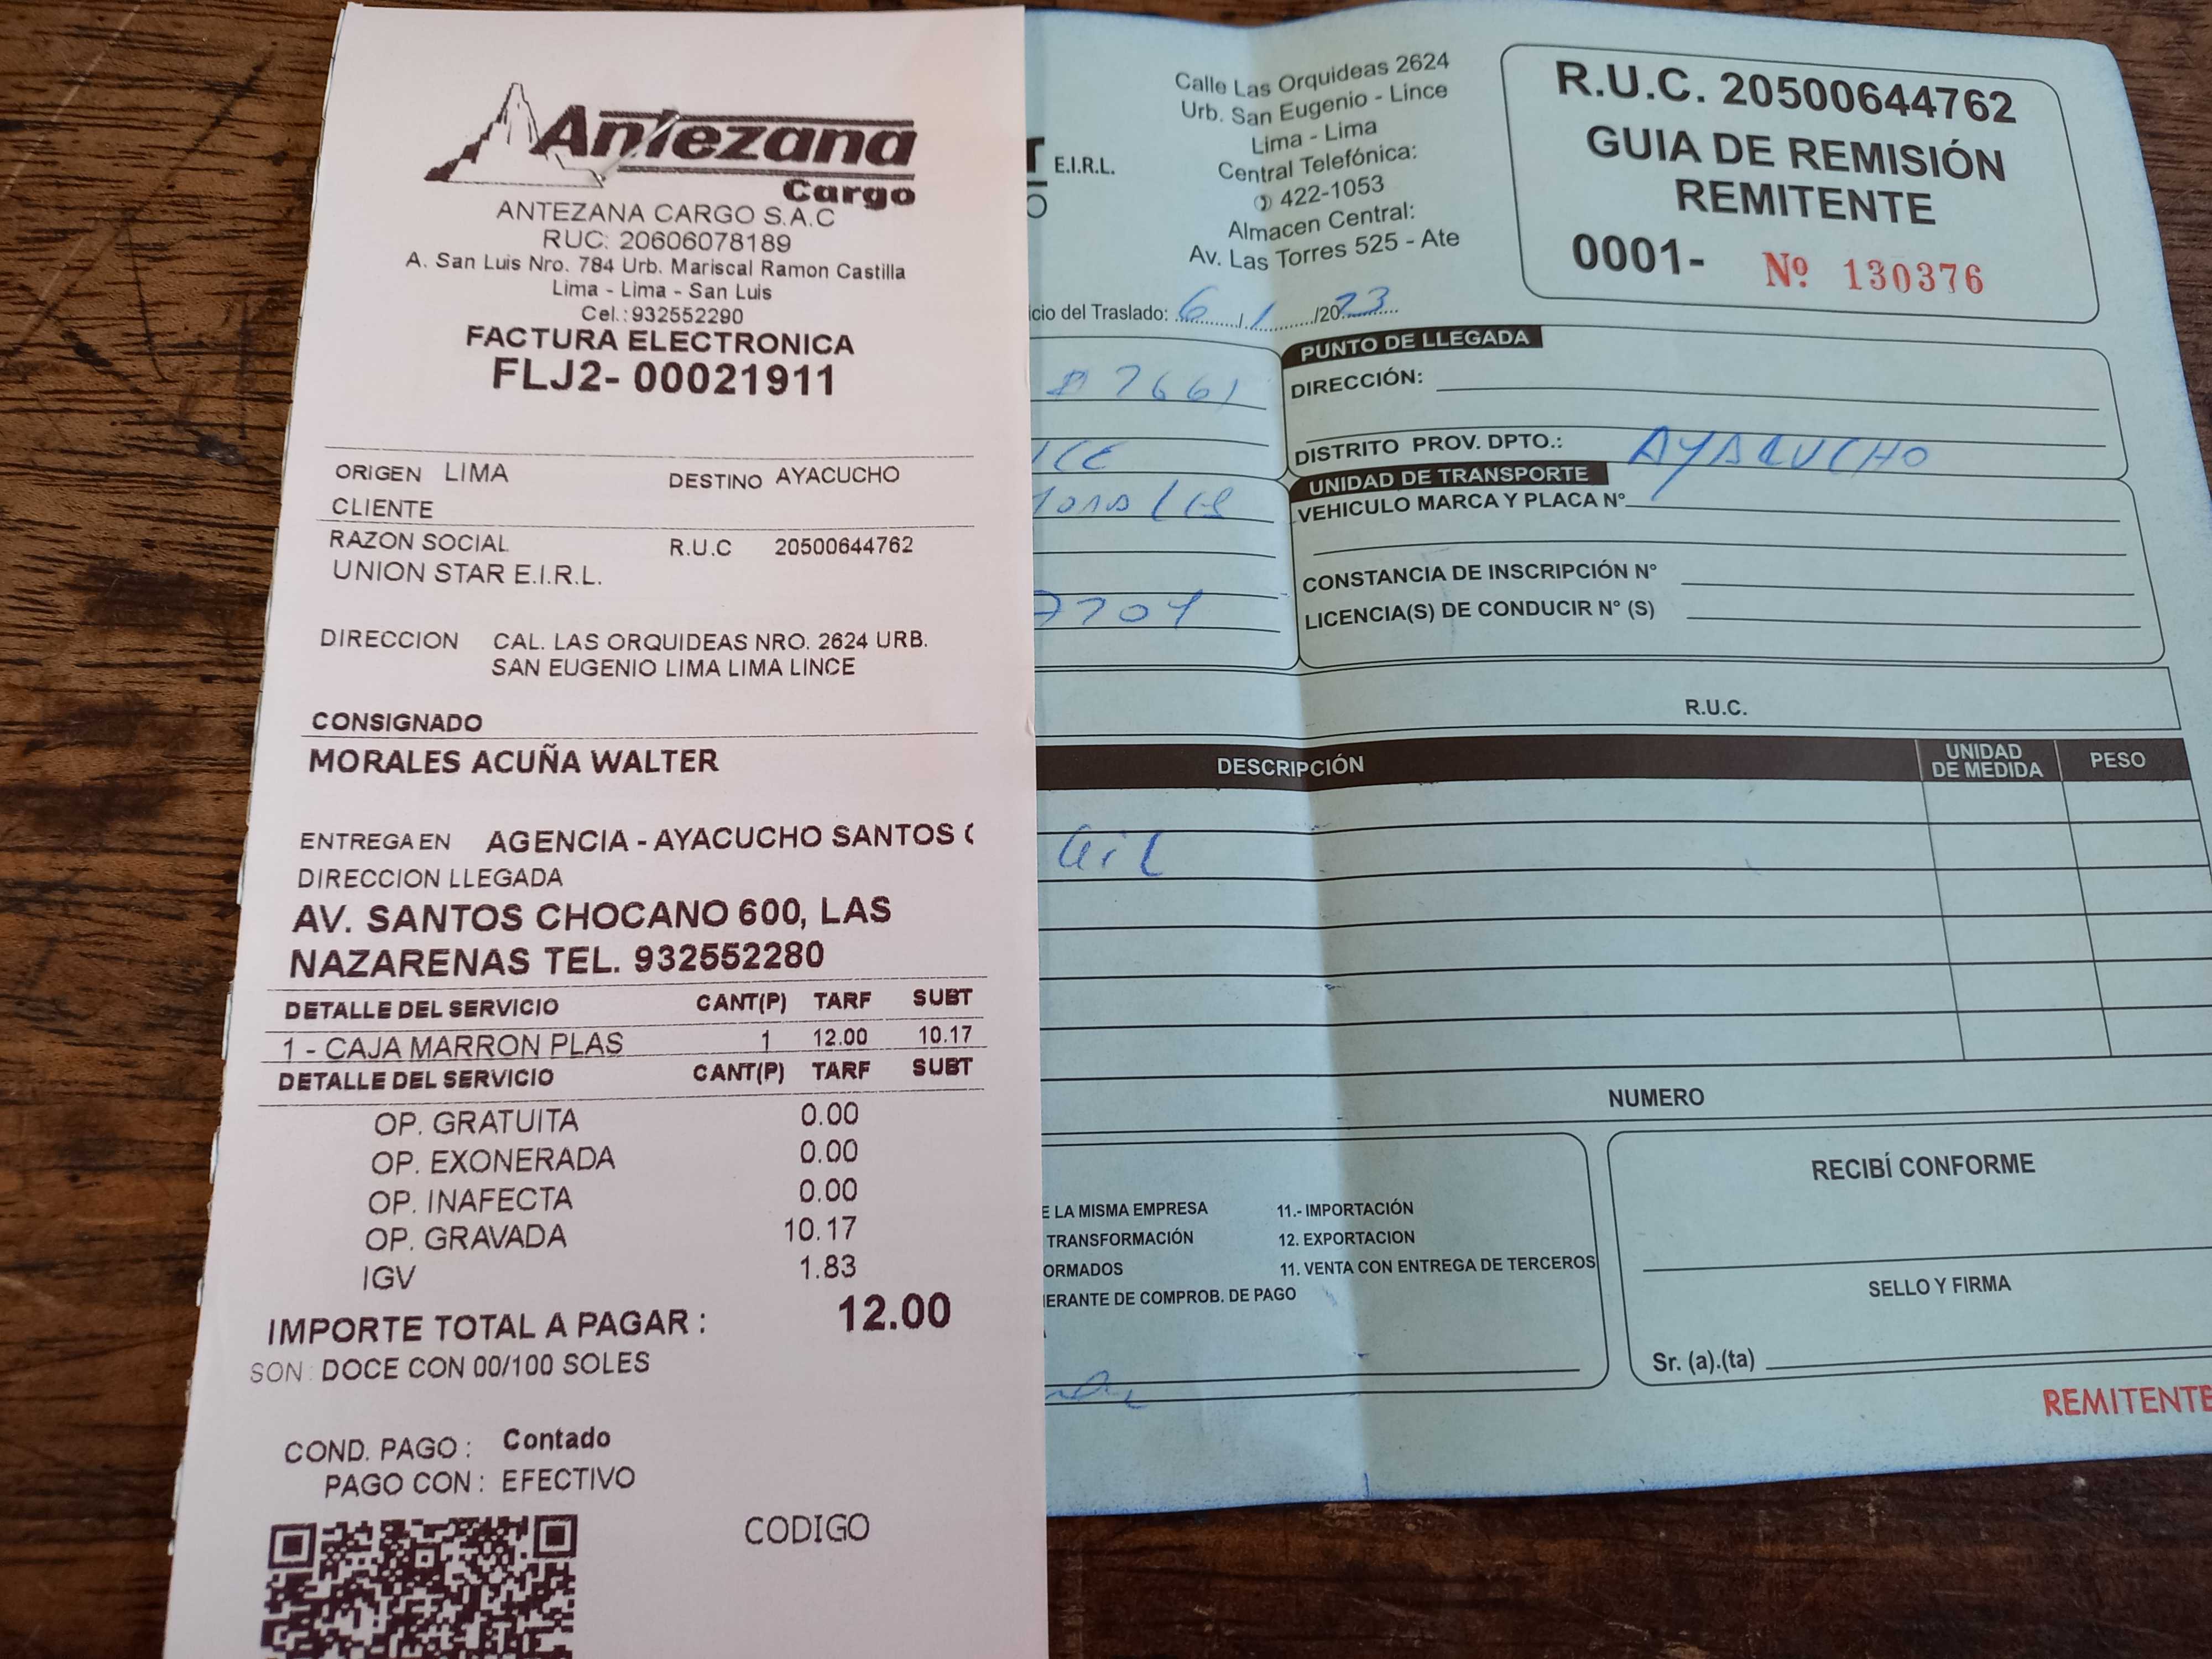 Antezana
Cargo
ANTEZANA CARGO S.A.C
RUC: 20606078189
A. San Luis Nro. 784 Urb. Mariscal Ramon Castilla
Lima - Lima - San Luis
Cel.:932552290
FACTURA ELECTRONICA
FLJ2- 00021911
ORIGEN LIMA DESTINO AYACUCHO
CLIENTE
RAZON SOCIAL R.U.C 20500644762
UNION STAR E.I.R.L.
DIRECCION CAL. LAS ORQUIDEAS NRO. 2624 URB.
SAN EUGENIO LIMA LIMA LINCE
CONSIGNADO
MORALES ACUÑA WALTER
ENTREGA EN AGENCIA - AYACUCHO SANTOS
DIRECCION LLEGADA
AV. SANTOS CHOCANO 600, LAS
NAZARENAS TEL. 932552280
DETALLE DEL SERVICIO CANT(P) TARF SUBT
1 - CAJA MARRON PLAS 1 12.00 10.17
DETALLE DEL SERVICIO CANT(P) TARF SUBT
OP. GRATUITA 0.00
OP. EXONERADA 0.00
OP. INAFECTA 0.00
OP. GRAVADA 10.17
IGV 1.83
IMPORTE TOTAL A PAGAR : 12.00
SON : DOCE CON 00/100 SOLES
COND. PAGO : Contado
PAGO CON : EFECTIVO
CODIGO
E.I.R.L.
Calle Las Orquideas 2624
Urb. San Eugenio - Lince
Lima - Lima
Central Telefónica:
422-1053
Almacen Central:
Av. Las Torres 525 - Ate
R.U.C. 20500644762
GUIA DE REMISIÓN
REMITENTE
0001- Nº 130376
icio del Traslado: 6/1/2023
7661
7704
PUNTO DE LLEGADA
DIRECCIÓN:
DISTRITO PROV. DPTO.: AYACUCHO
UNIDAD DE TRANSPORTE
VEHICULO MARCA Y PLACA N°
CONSTANCIA DE INSCRIPCIÓN N°
LICENCIA(S) DE CONDUCIR N° (S)
R.U.C.
DESCRIPCIÓN UNIDAD DE MEDIDA PESO
NUMERO
E LA MISMA EMPRESA 11.- IMPORTACIÓN
TRANSFORMACIÓN 12. EXPORTACION
ORMADOS 11. VENTA CON ENTREGA DE TERCEROS
ERANTE DE COMPROB. DE PAGO
RECIBÍ CONFORME
SELLO Y FIRMA
Sr. (a).(ta)
REMITENTE